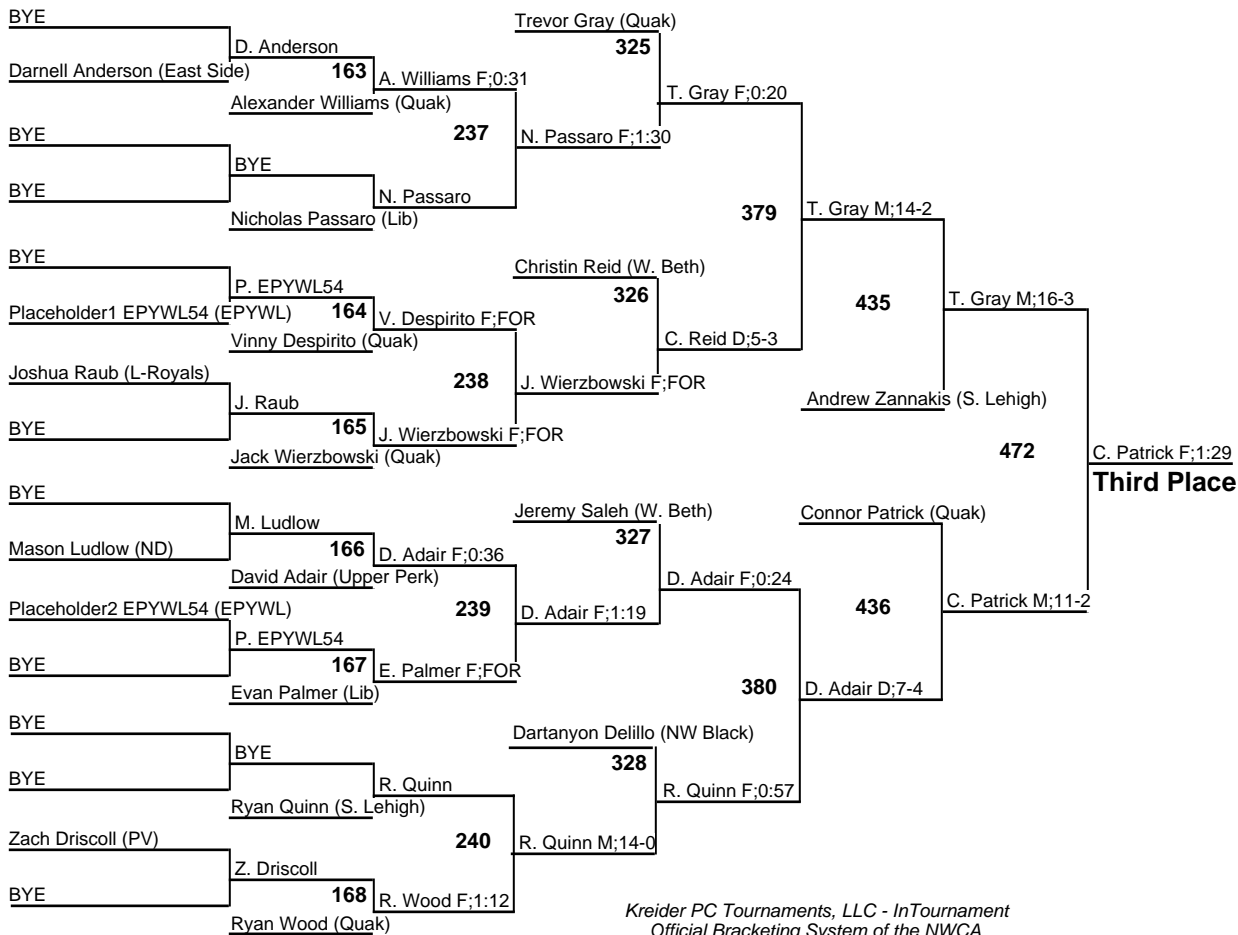 BYE
Trevor Gray (Quak)
325
D. Anderson
Darnell Anderson (East Side)
163
A. Williams F;0:31
T. Gray F;0:20
Alexander Williams (Quak)
BYE
237
N. Passaro F;1:30
BYE
BYE
N. Passaro
379
T. Gray M;14-2
Nicholas Passaro (Lib)
BYE
Christin Reid (W. Beth)
P. EPYWL54
326
435
T. Gray M;16-3
Placeholder1 EPYWL54 (EPYWL)
164
V. Despirito F;FOR
C. Reid D;5-3
Vinny Despirito (Quak)
Joshua Raub (L-Royals)
238
J. Wierzbowski F;FOR
J. Raub
Andrew Zannakis (S. Lehigh)
BYE
165
J. Wierzbowski F;FOR
Jack Wierzbowski (Quak)
472
C. Patrick F;1:29
Third Place
BYE
Jeremy Saleh (W. Beth)
Connor Patrick (Quak)
M. Ludlow
327
Mason Ludlow (ND)
166
D. Adair F;0:36
David Adair (Upper Perk)
D. Adair F;0:24
Placeholder2 EPYWL54 (EPYWL)
239
D. Adair F;1:19
436
C. Patrick M;11-2
P. EPYWL54
BYE
167
E. Palmer F;FOR
Evan Palmer (Lib)
380
D. Adair D;7-4
BYE
Dartanyon Delillo (NW Black)
BYE
328
BYE
R. Quinn
R. Quinn F;0:57
Ryan Quinn (S. Lehigh)
Zach Driscoll (PV)
240
R. Quinn M;14-0
Z. Driscoll
BYE
168
R. Wood F;1:12
Ryan Wood (Quak)
Kreider PC Tournaments, LLC - InTournament
Official Bracketing System of the NWCA